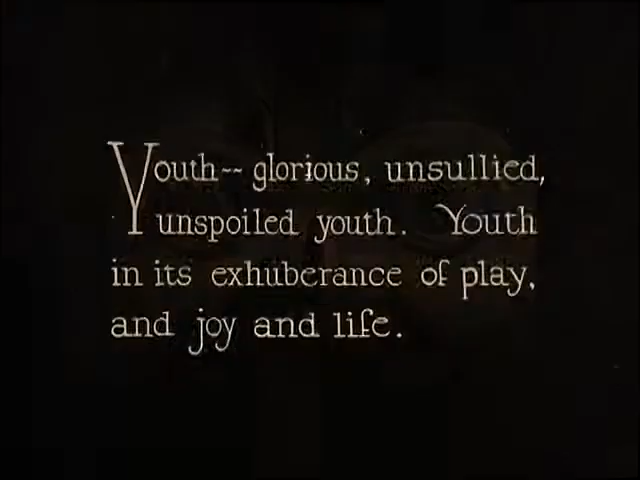 Youth-- glorious, unsullied,
unspoiled youth. Youth
in its exhuberance of play,
and joy and life.